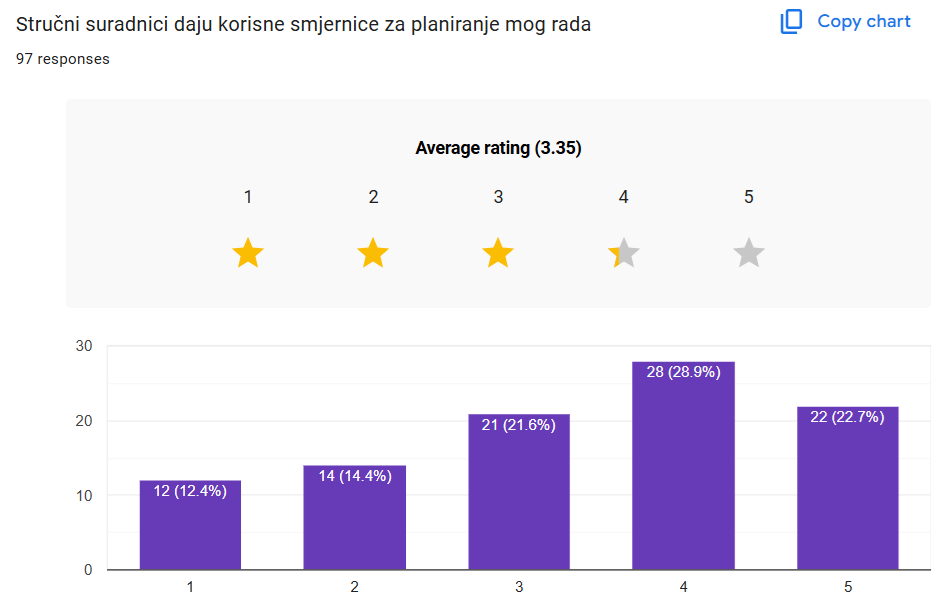 Stručni suradnici daju korisne smjernice za planiranje mog rada
Copy chart
97 responses
Average rating (3.35)
1 2 3 4 5
30
20
10
0
12 (12.4%)
14 (14.4%)
21 (21.6%)
28 (28.9%)
22 (22.7%)
1 2 3 4 5